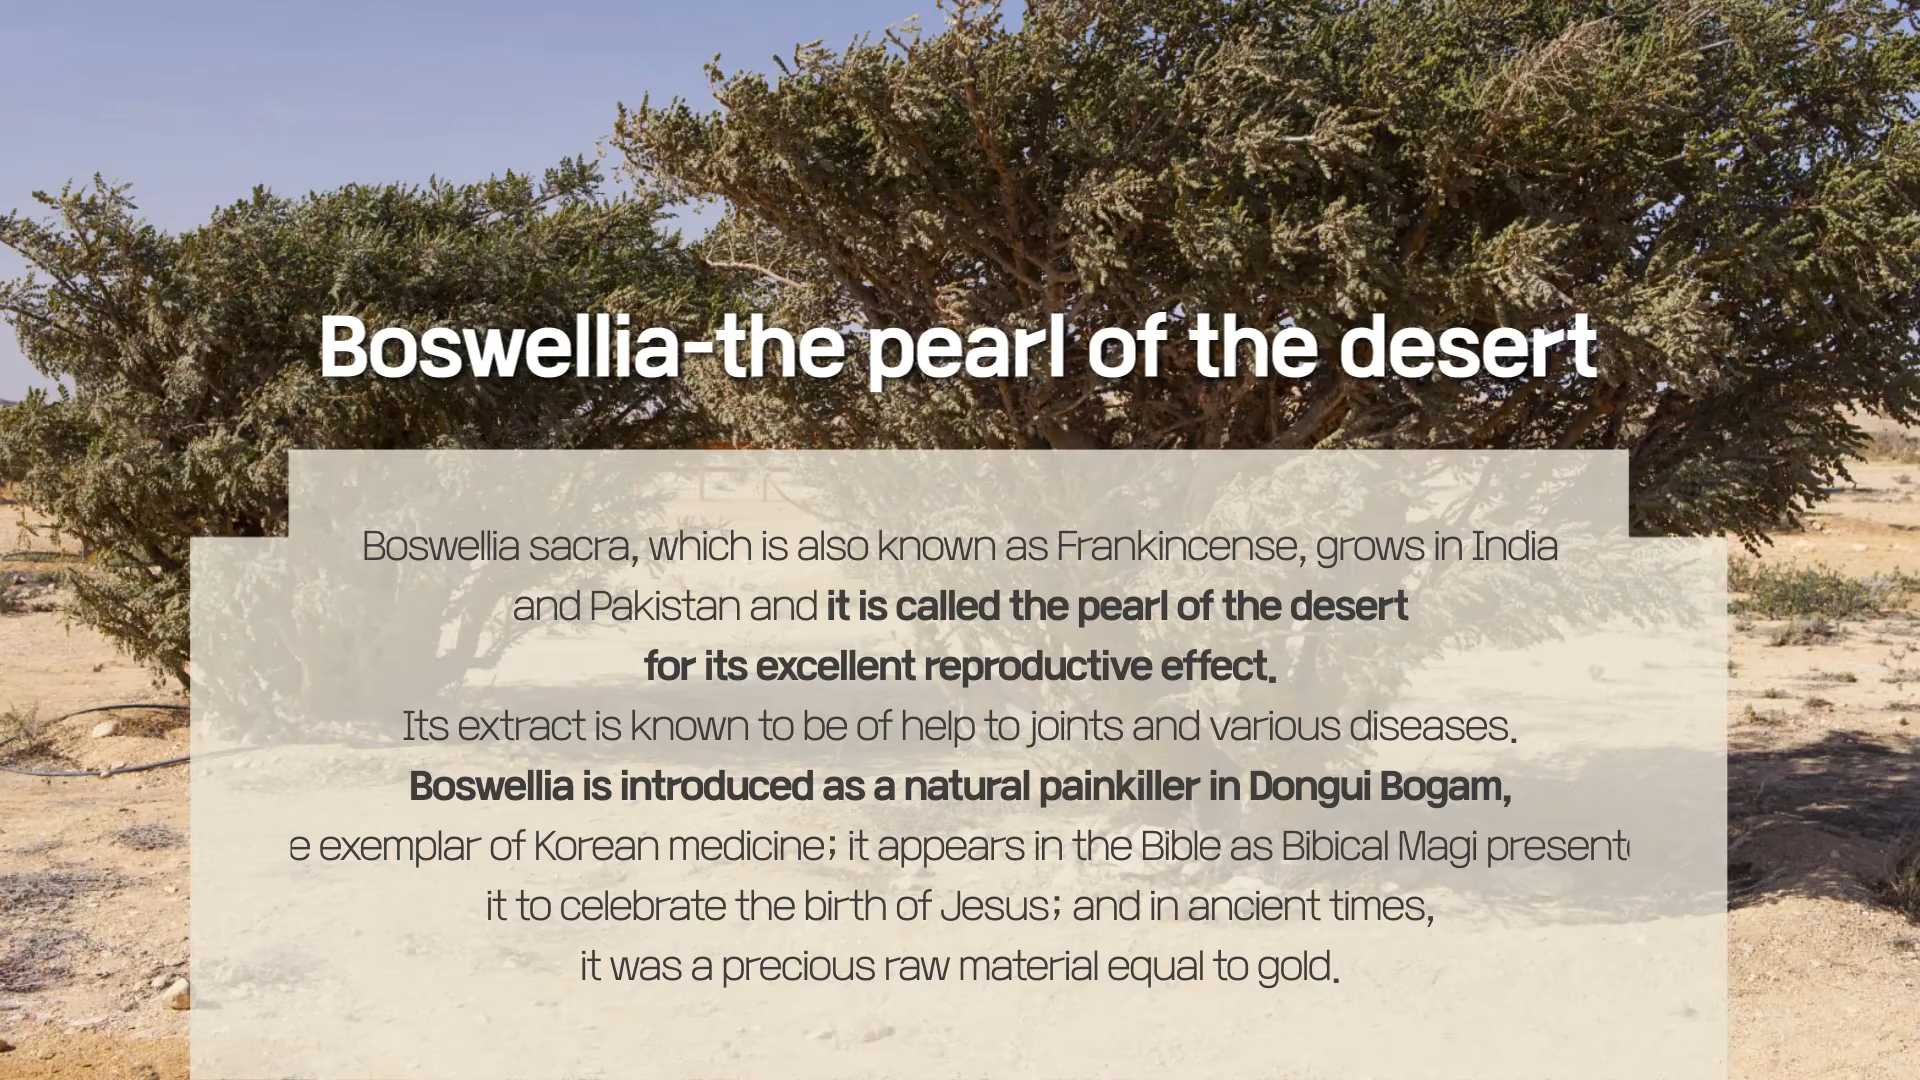 Boswellia-the pearl of the desert
Boswellia sacra, which is also known as Frankincense, grows in India
and Pakistan and it is called the pearl of the desert
for its excellent reproductive effect.
Its extract is known to be of help to joints and various diseases.
Boswellia is introduced as a natural painkiller in Dongui Bogam,
e exemplar of Korean medicine; it appears in the Bible as Bibical Magi present
it to celebrate the birth of Jesus; and in ancient times,
it was a precious raw material equal to gold.